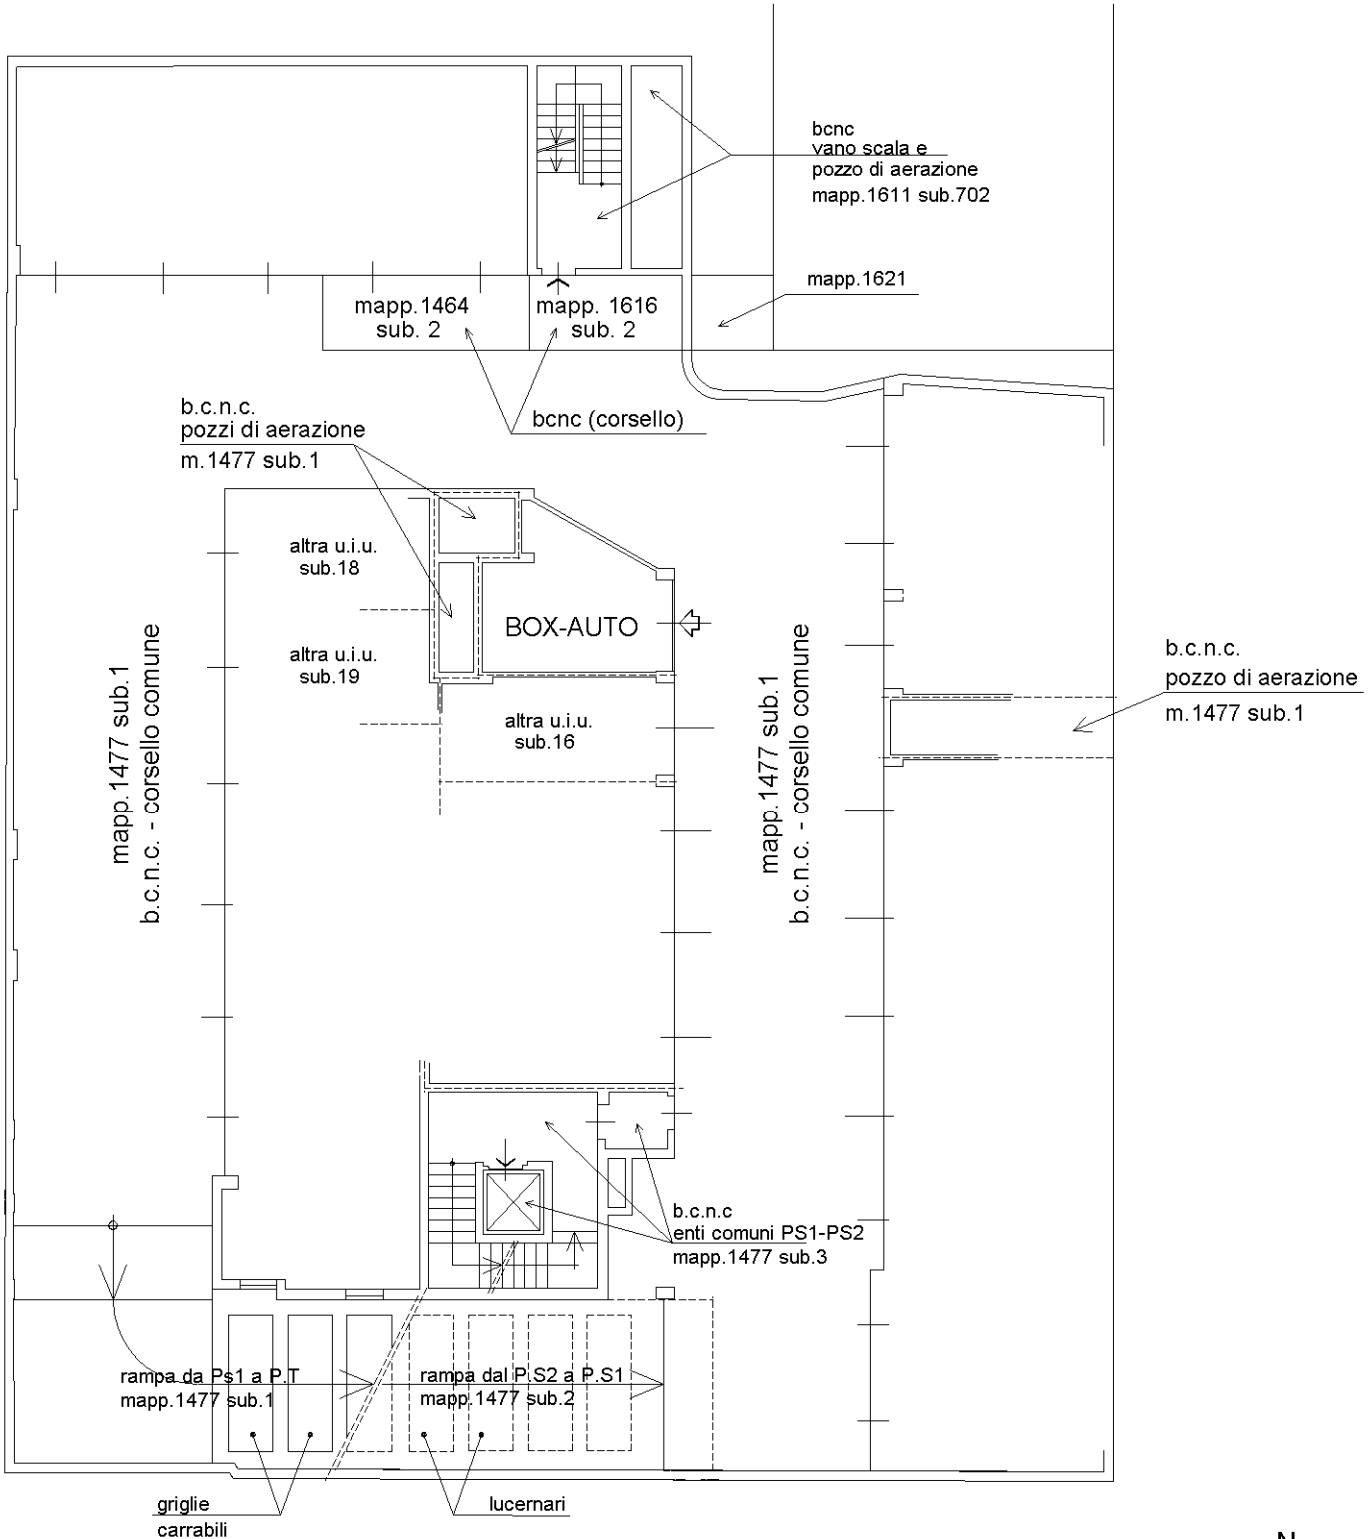 bcnc
vano scala e
pozzo di aerazione
mapp.1611 sub.702
mapp.1621
mapp.1464
sub. 2
mapp. 1616
sub. 2
bcnc (corsello)
b.c.n.c.
pozzi di aerazione
m.1477 sub.1
altra u.i.u.
sub.18
BOX-AUTO
altra u.i.u.
sub.19
altra u.i.u.
sub.16
mapp.1477 sub.1
b.c.n.c. - corsello comune
mapp.1477 sub.1
b.c.n.c. - corsello comune
b.c.n.c.
pozzo di aerazione
m.1477 sub.1
b.c.n.c
enti comuni PS1-PS2
mapp.1477 sub.3
rampa da Ps1 a P.T
mapp.1477 sub.1
rampa dal P.S2 a P.S1
mapp.1477 sub.2
griglie
carrabili
lucernari
N